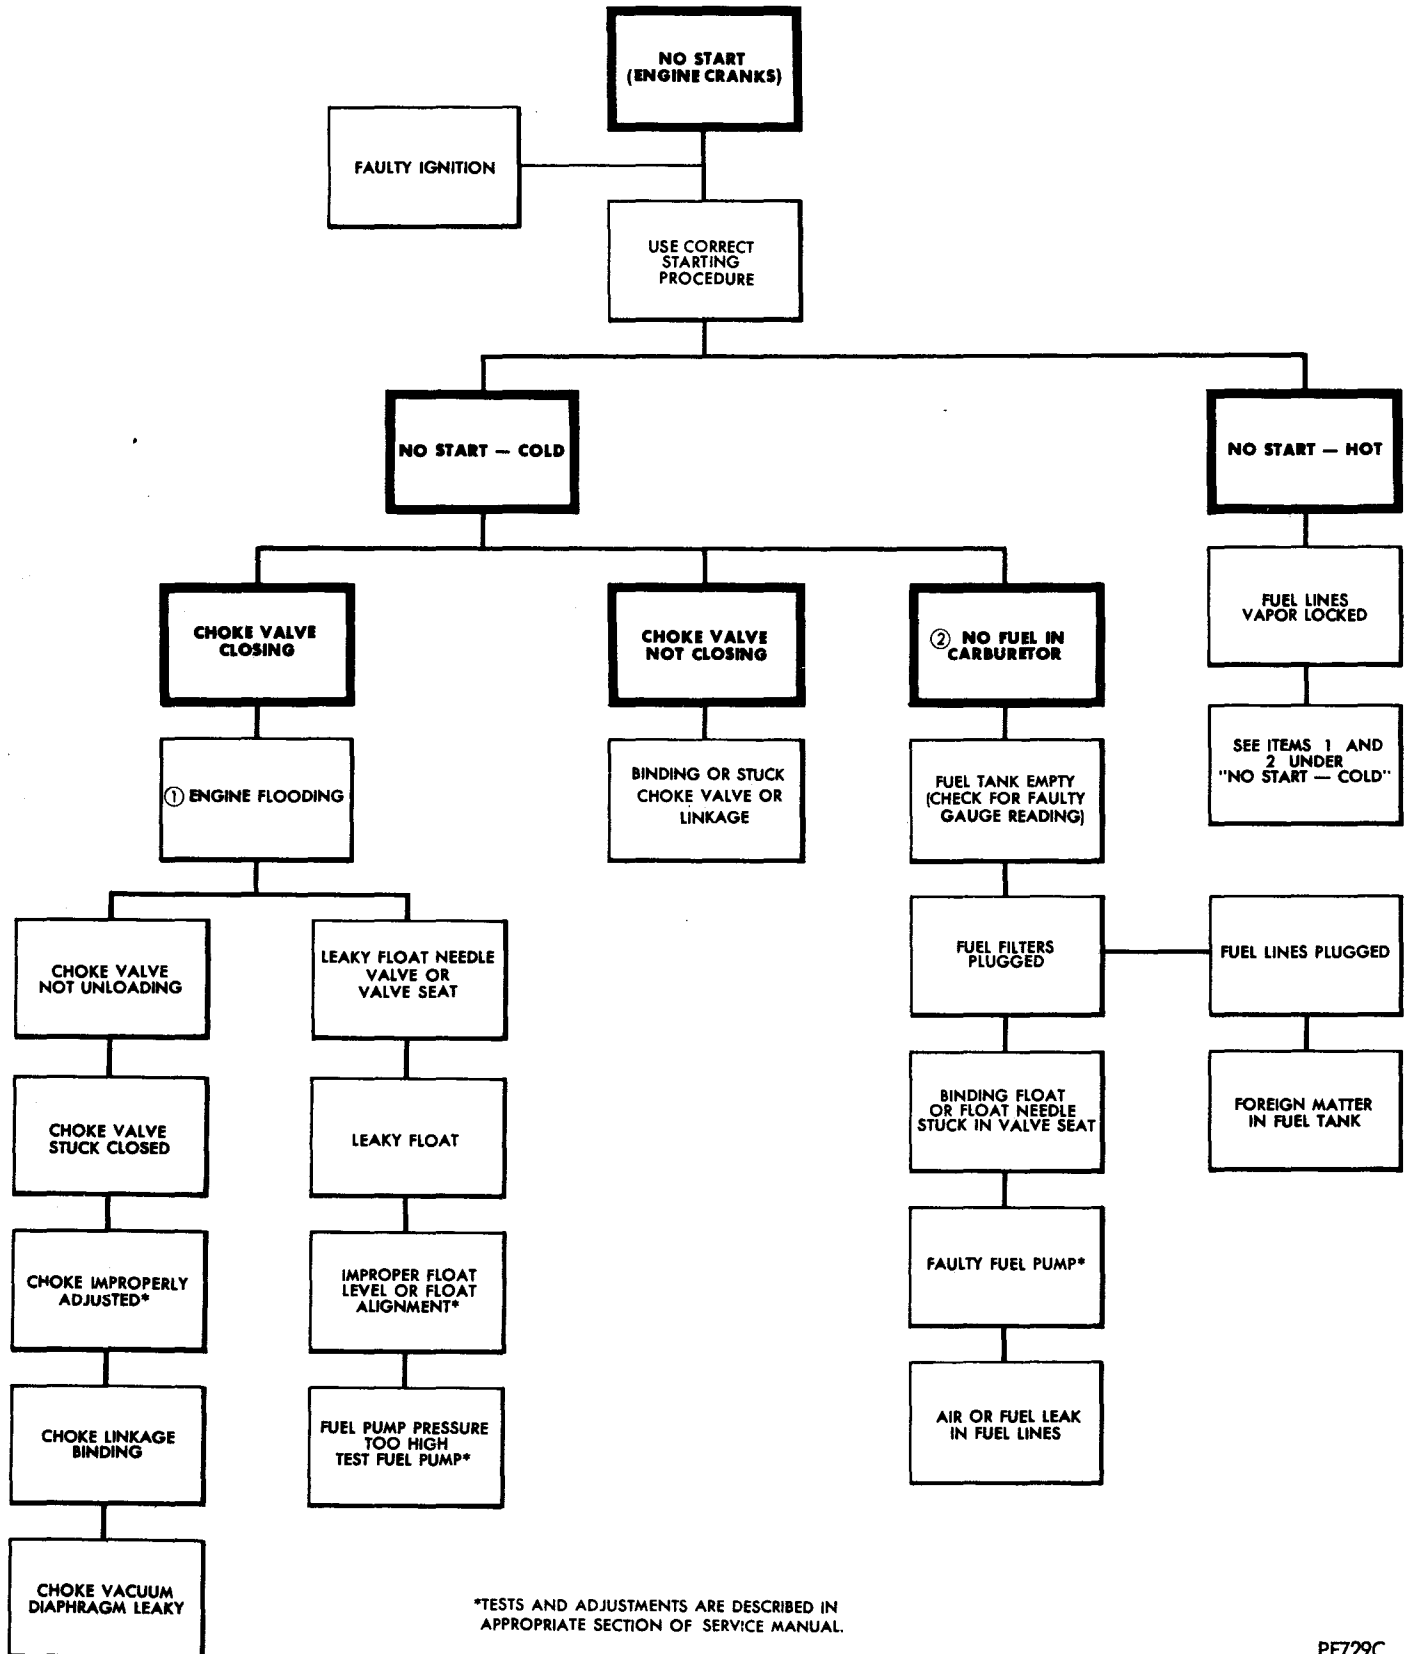 NO START
(ENGINE CRANKS)
FAULTY IGNITION
USE CORRECT
STARTING
PROCEDURE
NO START — COLD
NO START — HOT
CHOKE VALVE
CLOSING
CHOKE VALVE
NOT CLOSING
② NO FUEL IN
CARBURETOR
FUEL LINES
VAPOR LOCKED
① ENGINE FLOODING
BINDING OR STUCK
CHOKE VALVE OR
LINKAGE
FUEL TANK EMPTY
(CHECK FOR FAULTY
GAUGE READING)
SEE ITEMS 1 AND
2 UNDER
"NO START — COLD"
CHOKE VALVE
NOT UNLOADING
LEAKY FLOAT NEEDLE
VALVE OR
VALVE SEAT
FUEL FILTERS
PLUGGED
FUEL LINES PLUGGED
CHOKE VALVE
STUCK CLOSED
LEAKY FLOAT
BINDING FLOAT
OR FLOAT NEEDLE
STUCK IN VALVE SEAT
FOREIGN MATTER
IN FUEL TANK
CHOKE IMPROPERLY
ADJUSTED*
IMPROPER FLOAT
LEVEL OR FLOAT
ALIGNMENT*
FAULTY FUEL PUMP*
CHOKE LINKAGE
BINDING
FUEL PUMP PRESSURE
TOO HIGH
TEST FUEL PUMP*
AIR OR FUEL LEAK
IN FUEL LINES
CHOKE VACUUM
DIAPHRAGM LEAKY
*TESTS AND ADJUSTMENTS ARE DESCRIBED IN
APPROPRIATE SECTION OF SERVICE MANUAL.
PF729C